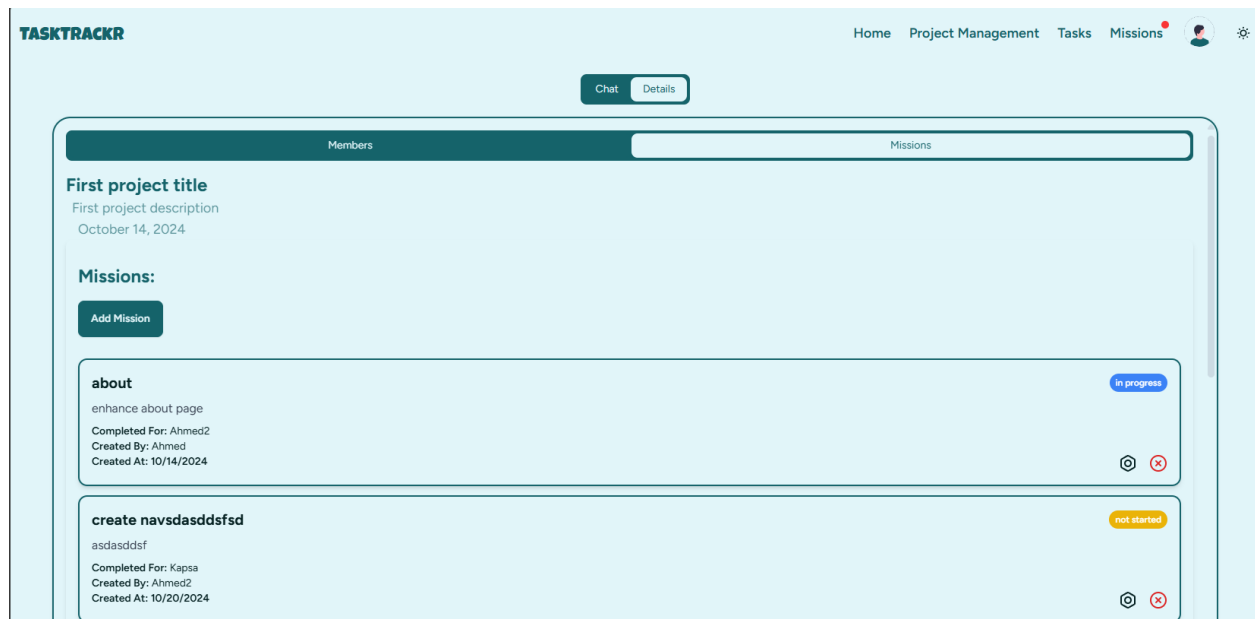 TASKTRACKR
Home Project Management Tasks Missions
Chat Details
Members Missions
First project title
First project description
October 14, 2024
Missions:
Add Mission
about
in progress
enhance about page
Completed For: Ahmed2
Created By: Ahmed
Created At: 10/14/2024
create navsdasddsfsd
not started
asdasddsf
Completed For: Kapsa
Created By: Ahmed2
Created At: 10/20/2024